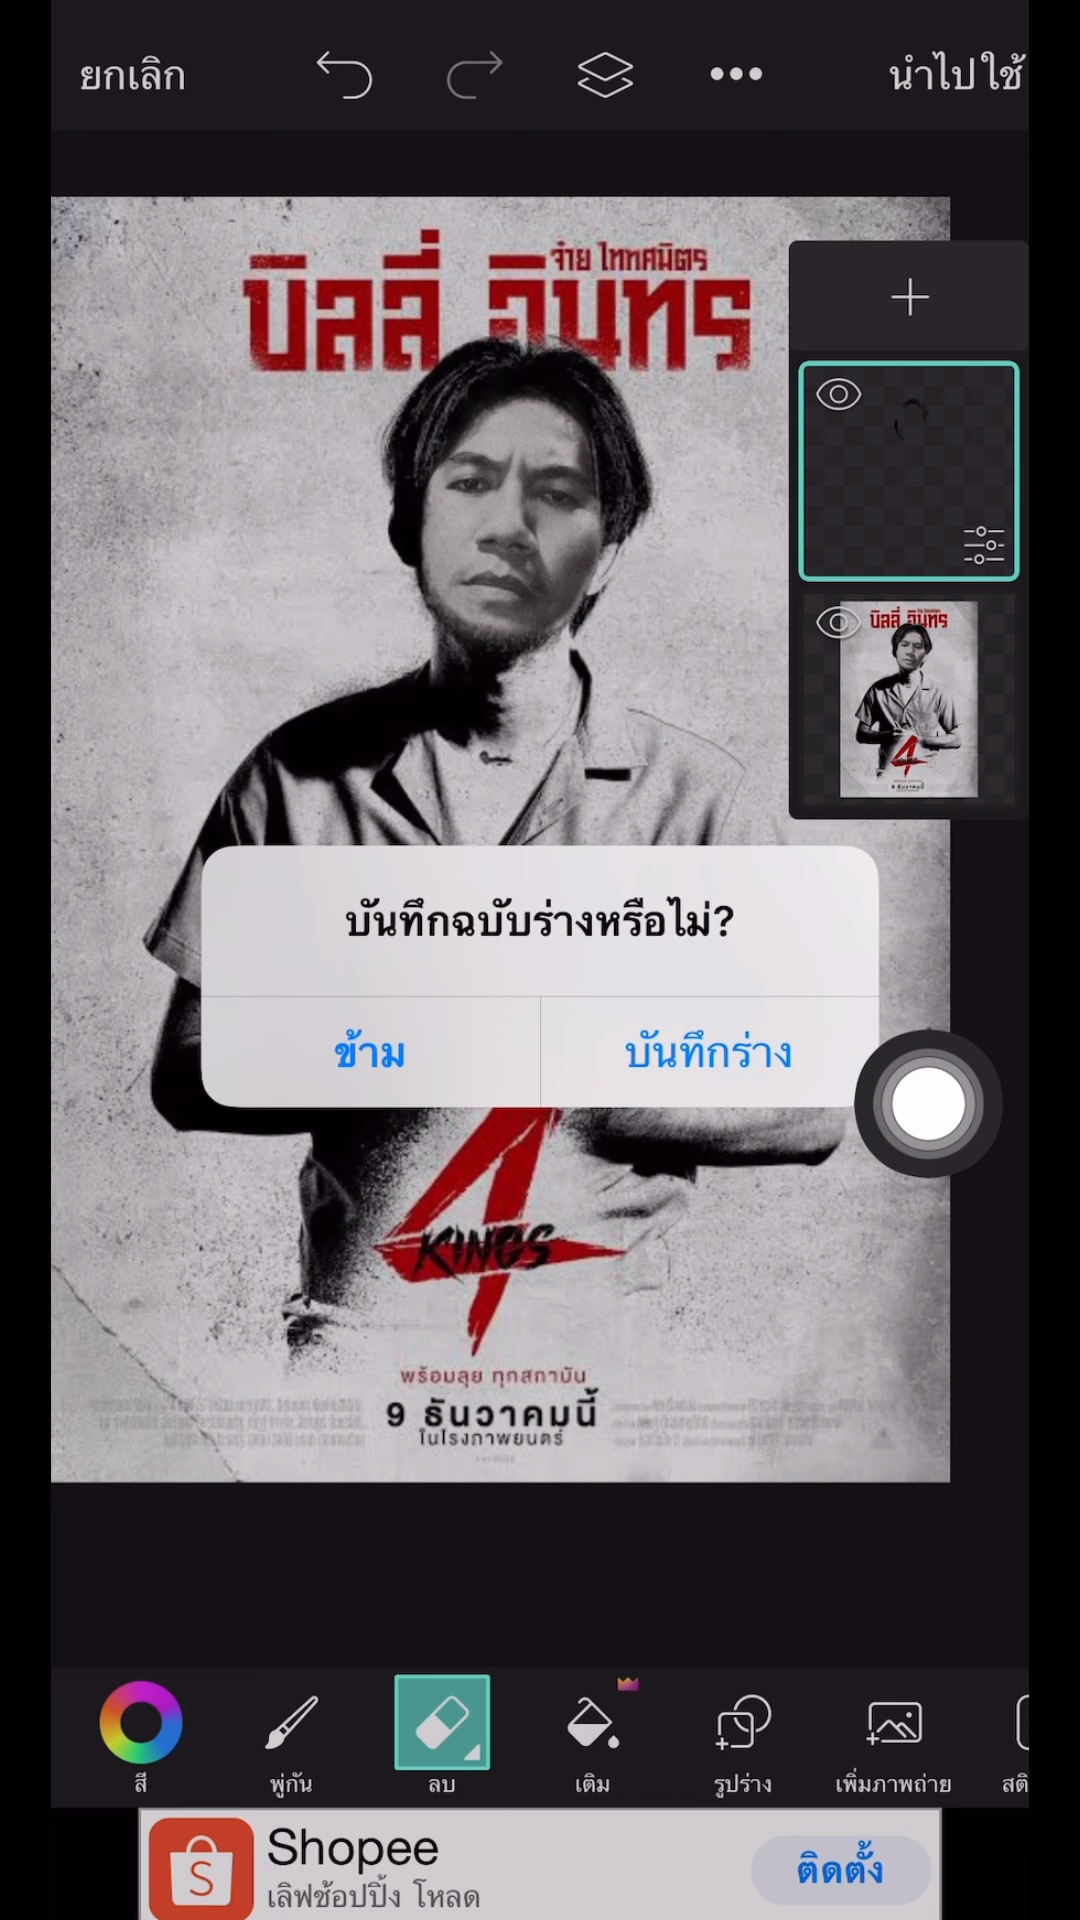 ยกเลิก
นำไปใช้
จ๋าย ไททศมิตร
บิลลี่ อินทร
บิลลี่ อินทร
4
บันทึกฉบับร่างหรือไม่?
ข้าม
บันทึกร่าง
4
KINGS
พร้อมลุย ทุกสถาบัน
9 ธันวาคมนี้
ในโรงภาพยนตร์
สี
พู่กัน
ลบ
เติม
รูปร่าง
เพิ่มภาพถ่าย
สติ
Shopee
เลิฟช้อปปิ้ง โหลด
ติดตั้ง